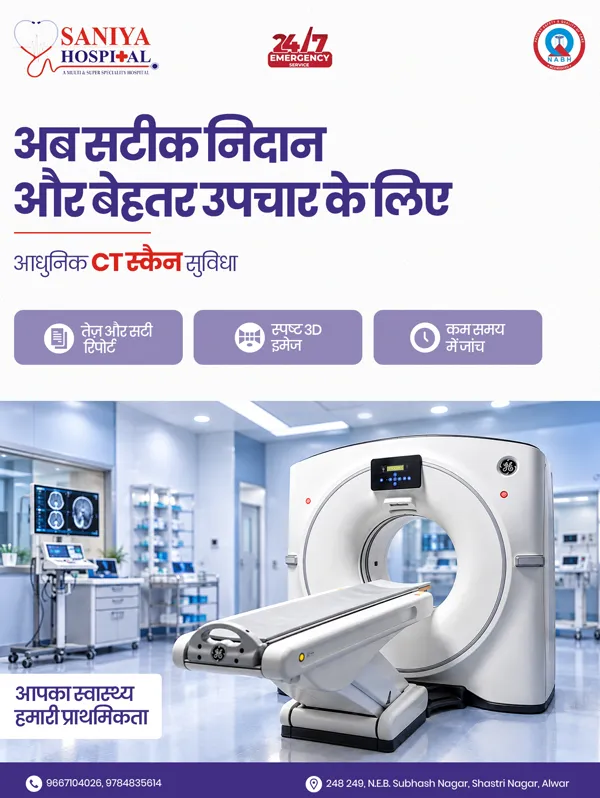 SANIYA
HOSPITAL
A MULTI & SUPER SPECIALITY HOSPITAL
24/7
EMERGENCY
SERVICE
NABH
अब सटीक निदान
और बेहतर उपचार के लिए
आधुनिक CT स्कैन सुविधा
तेज़ और सटी
रिपोर्ट
स्पष्ट 3D
इमेज
कम समय
में जांच
GE
GE
आपका स्वास्थ्य
हमारी प्राथमिकता
9667104026, 9784835614
248 249, N.E.B. Subhash Nagar, Shastri Nagar, Alwar